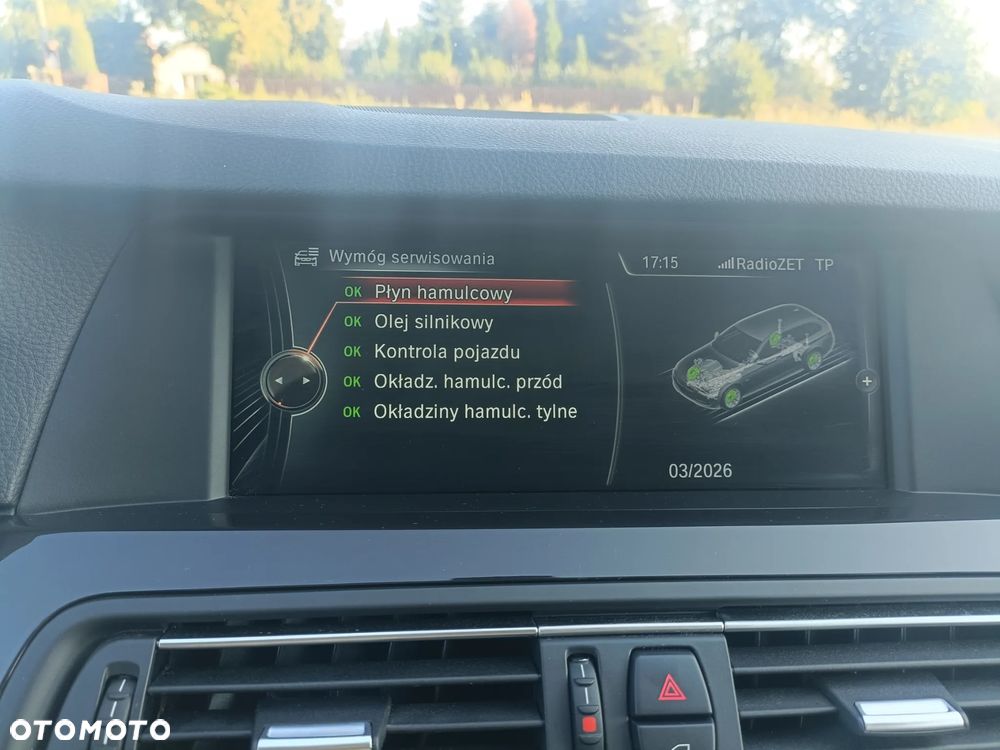 Wymóg serwisowania
17:15 RadioZET TP
OK Płyn hamulcowy
OK Olej silnikowy
OK Kontrola pojazdu
OK Okładz. hamulc. przód
OK Okładziny hamulc. tylne
03/2026
OTOMOTO